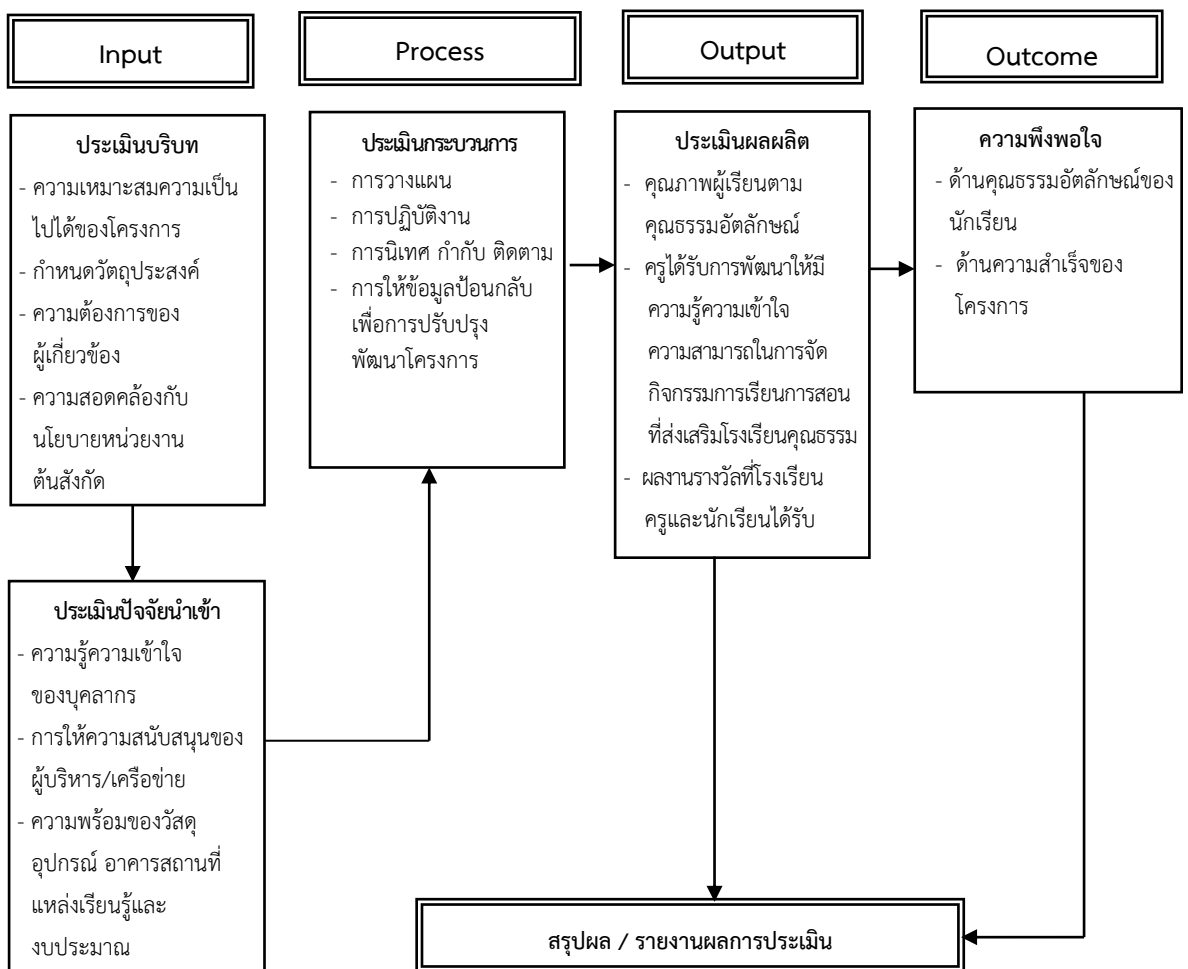 Input
Process
Output
Outcome
ประเมินบริบท
- ความเหมาะสมความเป็น
ไปได้ของโครงการ
- กำหนดวัตถุประสงค์
- ความต้องการของ
ผู้เกี่ยวข้อง
- ความสอดคล้องกับ
นโยบายหน่วยงาน
ต้นสังกัด
ประเมินปัจจัยนำเข้า
- ความรู้ความเข้าใจ
ของบุคลากร
- การให้ความสนับสนุนของ
ผู้บริหาร/เครือข่าย
- ความพร้อมของวัสดุ
อุปกรณ์ อาคารสถานที่
แหล่งเรียนรู้และ
งบประมาณ
ประเมินกระบวนการ
- การวางแผน
- การปฏิบัติงาน
- การนิเทศ กำกับ ติดตาม
- การให้ข้อมูลป้อนกลับ
เพื่อการปรับปรุง
พัฒนาโครงการ
ประเมินผลผลิต
- คุณภาพผู้เรียนตาม
คุณธรรมอัตลักษณ์
- ครูได้รับการพัฒนาให้มี
ความรู้ความเข้าใจ
ความสามารถในการจัด
กิจกรรมการเรียนการสอน
ที่ส่งเสริมโรงเรียนคุณธรรม
- ผลงานรางวัลที่โรงเรียน
ครูและนักเรียนได้รับ
ความพึงพอใจ
- ด้านคุณธรรมอัตลักษณ์ของ
นักเรียน
- ด้านความสำเร็จของ
โครงการ
สรุปผล / รายงานผลการประเมิน